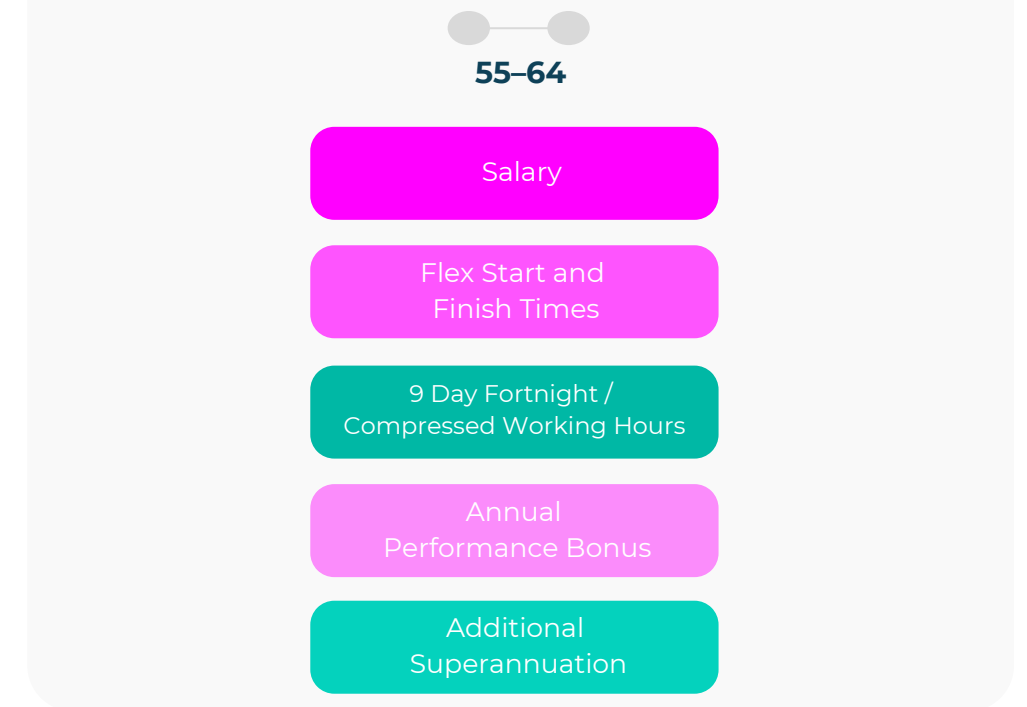 55–64
Salary
Flex Start and
Finish Times
9 Day Fortnight /
Compressed Working Hours
Annual
Performance Bonus
Additional
Superannuation